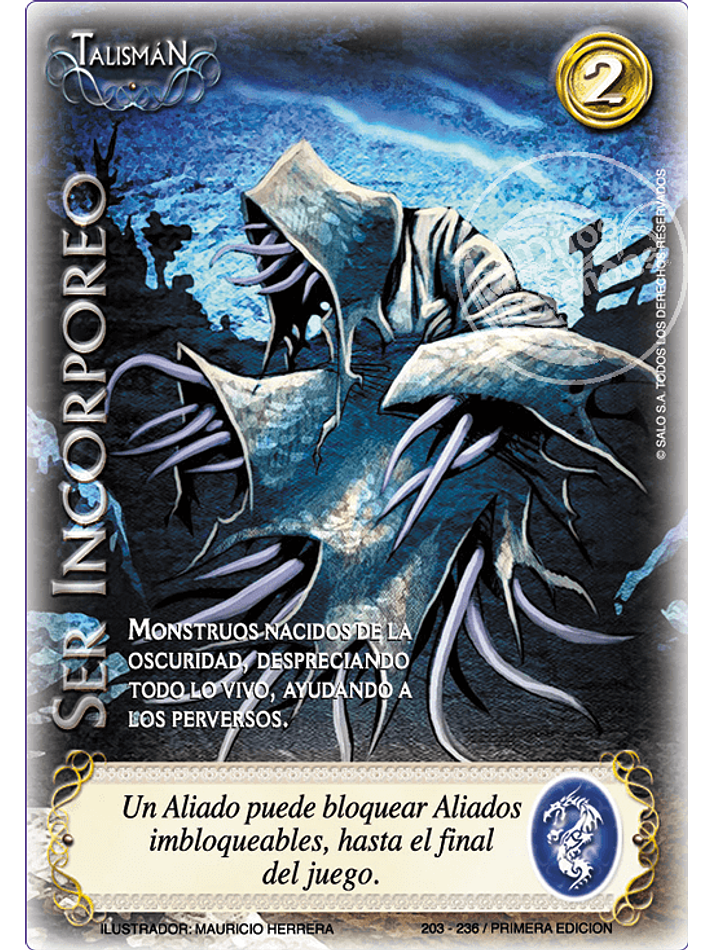 TALISMÁN
2
SER INCORPOREO
© SALO S.A. TODOS LOS DERECHOS RESERVADOS
MONSTRUOS NACIDOS DE LA
OSCURIDAD, DESPRECIANDO
TODO LO VIVO, AYUDANDO A
LOS PERVERSOS.
Un Aliado puede bloquear Aliados
imbloqueables, hasta el final
del juego.
ILUSTRADOR: MAURICIO HERRERA
203 - 236 / PRIMERA EDICION